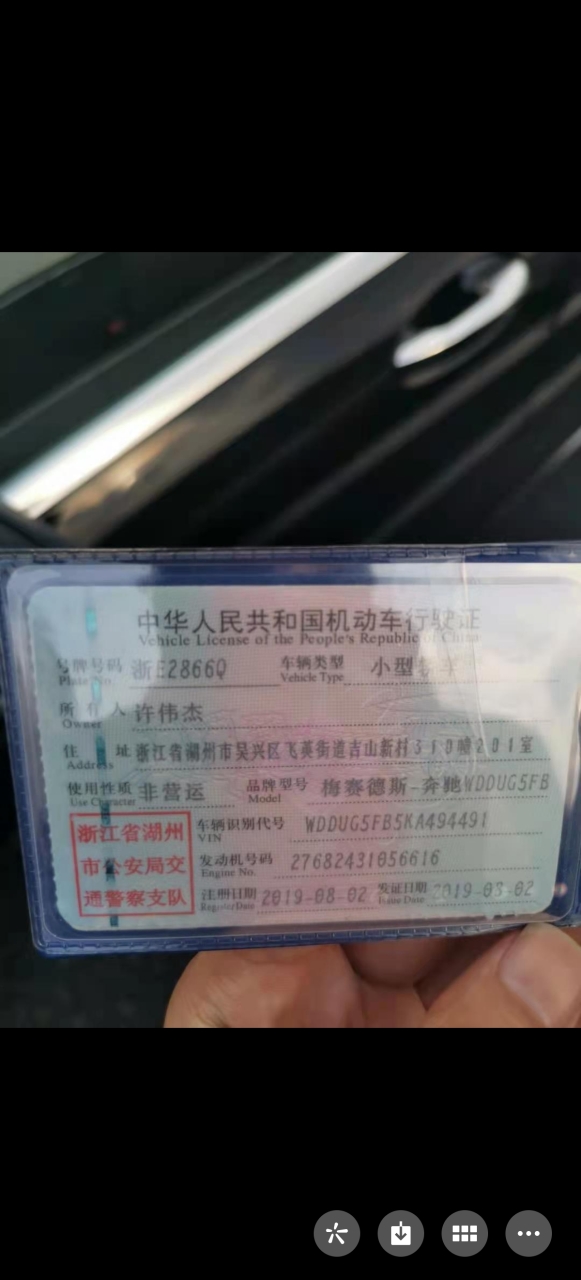 中华人民共和国机动车行驶证
Vehicle License of the People's Republic of China
号牌号码 浙E2866Q 车辆类型 小型轿车
Plate No. Vehicle Type
所有人 许伟杰
Owner
住址 浙江省湖州市吴兴区飞英街道吉山新村310幢201室
Address
使用性质 非营运 品牌型号 梅赛德斯-奔驰WDDUG5FB
Use Character Model
浙江省湖州
市公安局交
通警察支队
车辆识别代号 WDDUG5FB5KA494491
VIN
发动机号码 27682431056616
Engine No.
注册日期 2019-08-02 发证日期 2019-08-02
Register Date Issue Date